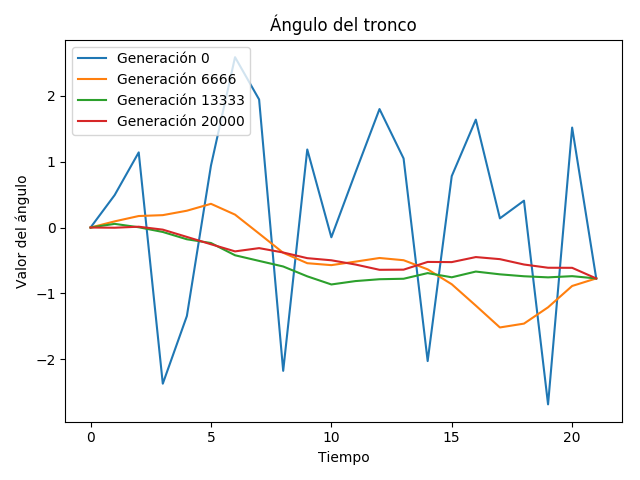 Ángulo del tronco
Generación 0
Generación 6666
Generación 13333
Generación 20000
Valor del ángulo
2
1
0
−1
−2
0
5
10
15
20
Tiempo